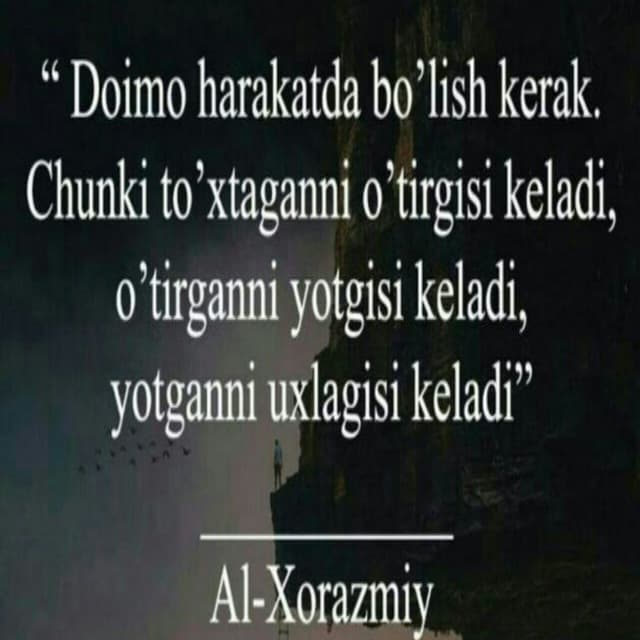 “ Doimo harakatda bo’lish kerak.
Chunki to’xtaganni o’tirgisi keladi,
o’tirganni yotgisi keladi,
yotganni uxlagisi keladi”
Al-Xorazmiy